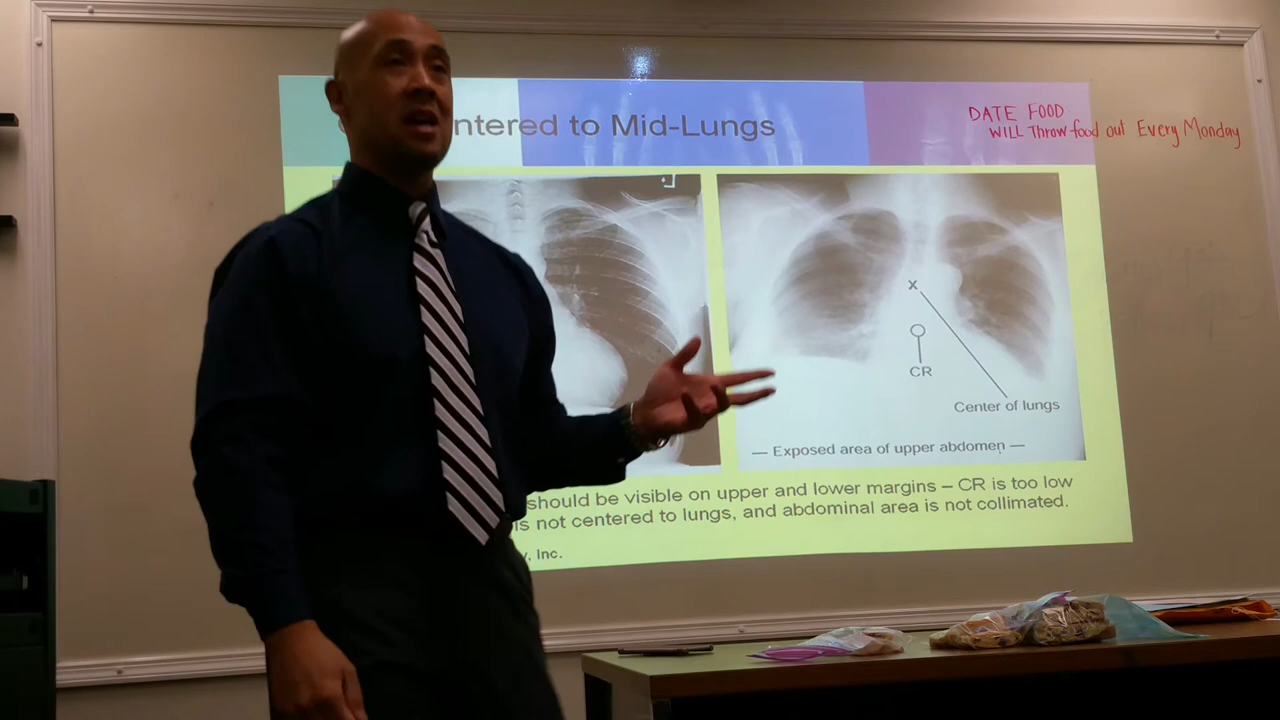 ntered to Mid-Lungs
DATE FOOD
WILL Throw food out Every Monday
X
CR
Center of lungs
— Exposed area of upper abdomen —
should be visible on upper and lower margins – CR is too low
is not centered to lungs, and abdominal area is not collimated.
, Inc.